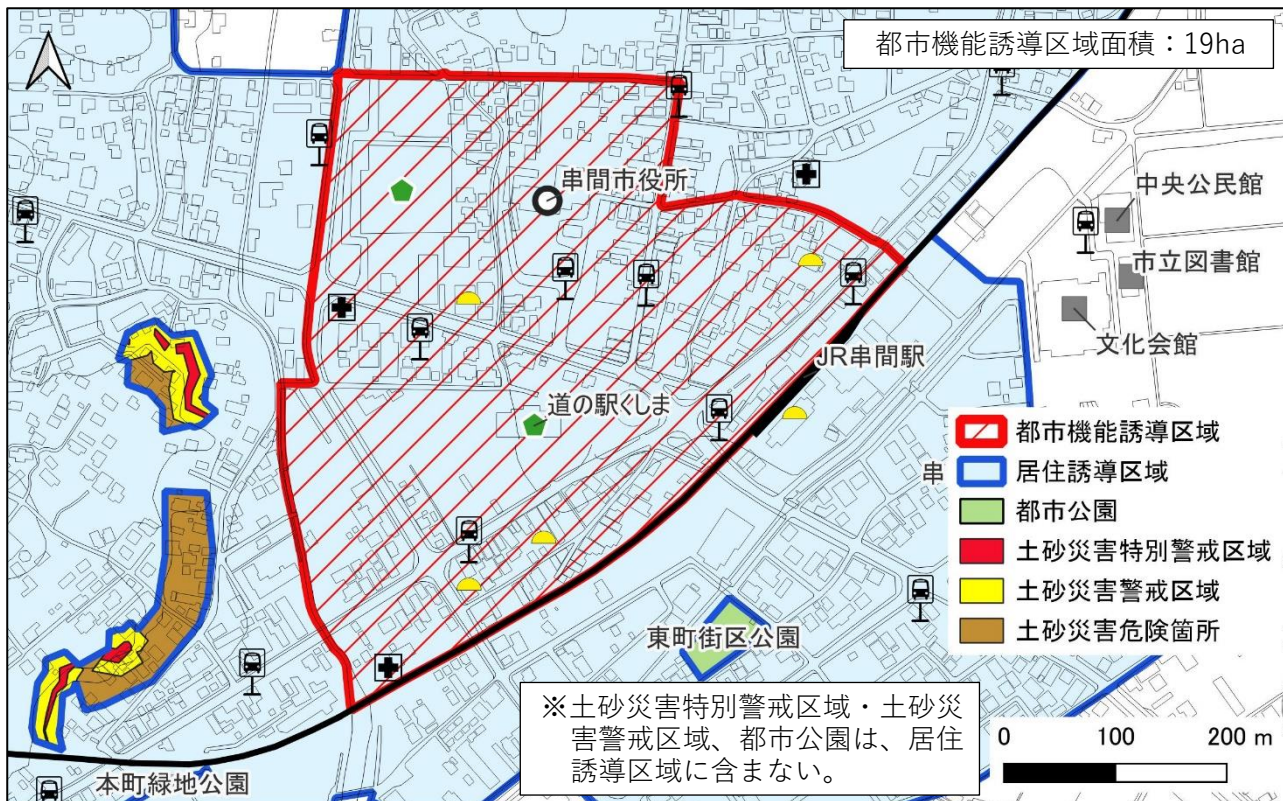 都市機能誘導区域面積：19ha
串間市役所
中央公民館
市立図書館
文化会館
JR串間駅
道の駅くしま
都市機能誘導区域
串
居住誘導区域
都市公園
土砂災害特別警戒区域
土砂災害警戒区域
土砂災害危険箇所
東町街区公園
※土砂災害特別警戒区域・土砂災
害警戒区域、都市公園は、居住
誘導区域に含まない。
0 100 200 m
本町緑地公園